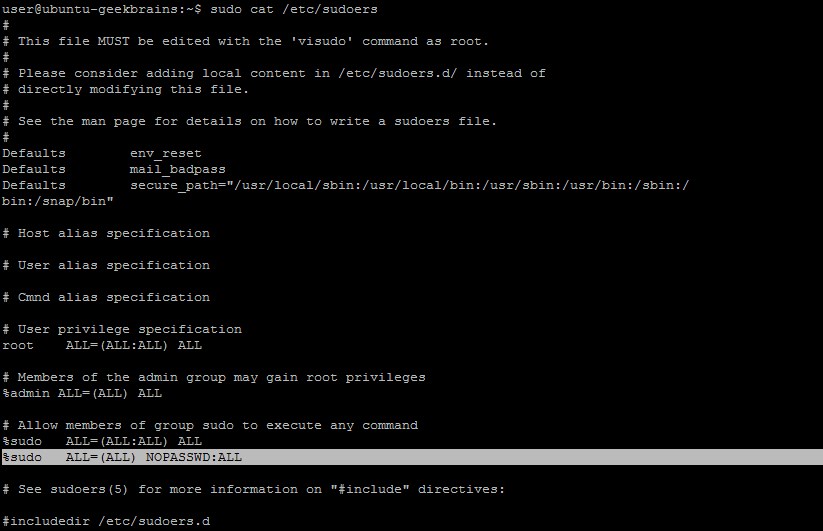 user@ubuntu-geekbrains:~$ sudo cat /etc/sudoers
#
# This file MUST be edited with the 'visudo' command as root.
#
# Please consider adding local content in /etc/sudoers.d/ instead of
# directly modifying this file.
#
# See the man page for details on how to write a sudoers file.
#
Defaults        env_reset
Defaults        mail_badpass
Defaults        secure_path="/usr/local/sbin:/usr/local/bin:/usr/sbin:/usr/bin:/sbin:/
bin:/snap/bin"

# Host alias specification

# User alias specification

# Cmnd alias specification

# User privilege specification
root    ALL=(ALL:ALL) ALL

# Members of the admin group may gain root privileges
%admin ALL=(ALL) ALL

# Allow members of group sudo to execute any command
%sudo   ALL=(ALL:ALL) ALL
%sudo   ALL=(ALL) NOPASSWD:ALL

# See sudoers(5) for more information on "#include" directives:

#includedir /etc/sudoers.d